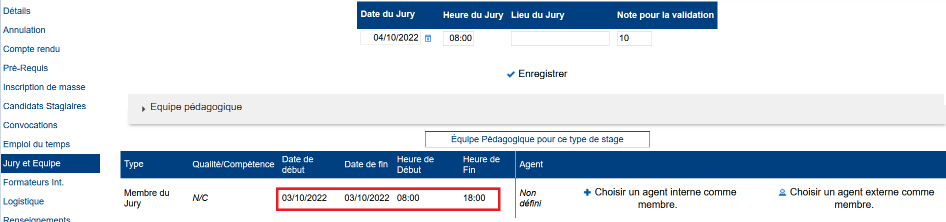 Détails
Annulation
Compte rendu
Pré-Requis
Inscription de masse
Candidats Stagiaires
Convocations
Emploi du temps
Jury et Equipe
Formateurs Int.
Logistique
Renseignements
Date du Jury Heure du Jury Lieu du Jury Note pour la validation
04/10/2022 08:00 10
Enregistrer
Equipe pédagogique
Équipe Pédagogique pour ce type de stage
Type Qualité/Compétence Date de début Date de fin Heure de Début Heure de Fin Agent
Membre du Jury N/C 03/10/2022 03/10/2022 08:00 18:00 Non défini Choisir un agent interne comme membre. Choisir un agent externe comme membre.